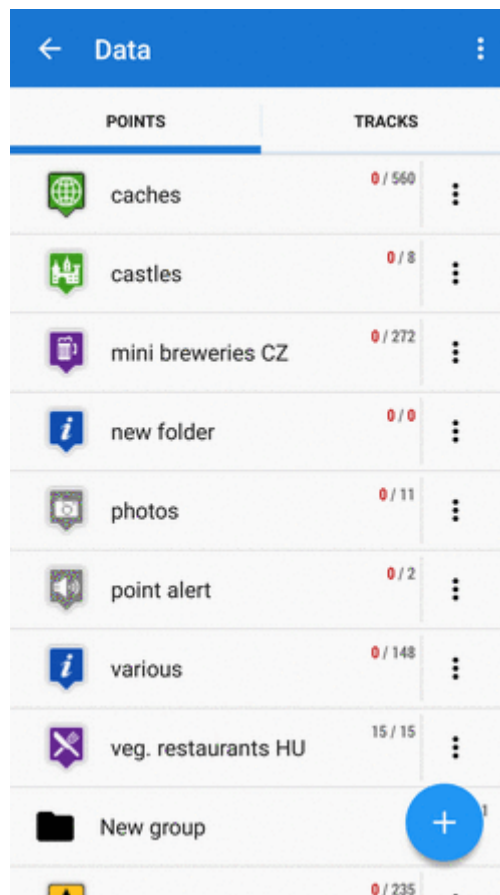 Data
POINTS TRACKS
caches 0 / 560
castles 0 / 8
mini breweries CZ 0 / 272
new folder 0 / 0
photos 0 / 11
point alert 0 / 2
various 0 / 148
veg. restaurants HU 15 / 15
New group 1
0 / 235